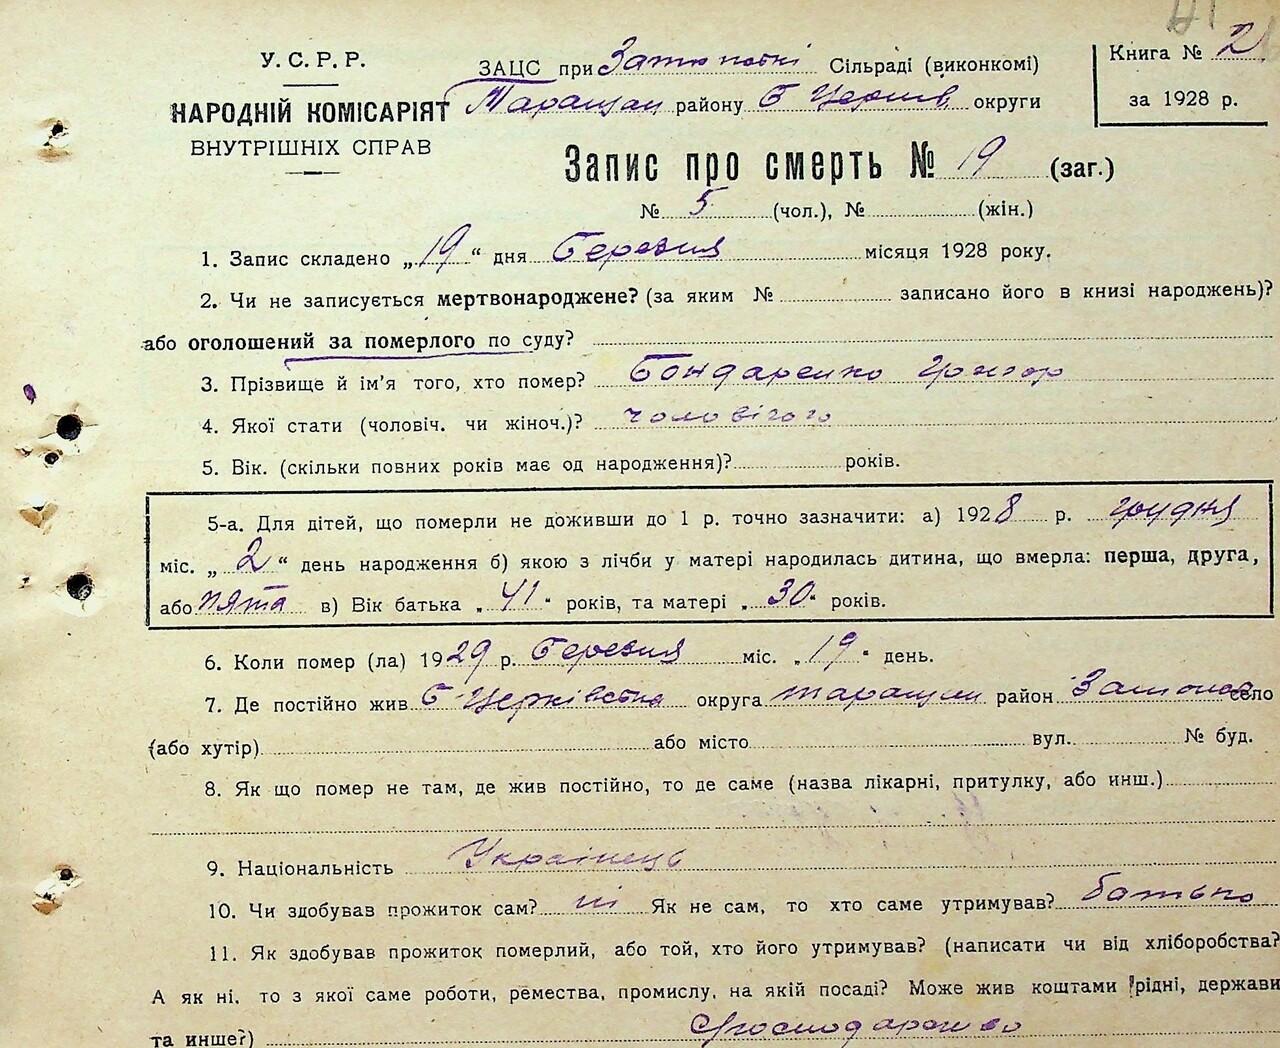 У. С. Р. Р.
НАРОДНІЙ КОМІСАРІЯТ
ВНУТРІШНІХ СПРАВ
ЗАЦС при Сільраді (виконкомі)
Таращан району Б Церків округи
Книга № 2
за 1928 р.
Запис про смерть № 19 (заг.)
№ 5 (чол.), № (жін.)
1. Запис складено „19“ дня Березня місяця 1928 року.
2. Чи не записується мертвонароджене? (за яким № записано його в книзі народжень)?
або оголошений за померлого по суду?
3. Прізвище й ім'я того, хто помер? Бондаренко Григор
4. Якої стати (чоловіч. чи жіноч.)? чоловічого
5. Вік. (скільки повних років має од народження)? років.
5-а. Для дітей, що померли не доживши до 1 р. точно зазначити: а) 1928 р. грудня
міс. „2“ день народження б) якою з лічби у матері народилась дитина, що вмерла: перша, друга,
або пята в) Вік батька „41“ років, та матері „30“ років.
6. Коли помер (ла) 1929 р. Березня міс. „19“ день.
7. Де постійно жив Б Церківська округа таращан район село
(або хутір) або місто вул. № буд.
8. Як що помер не там, де жив постійно, то де саме (назва лікарні, притулку, або инш.)
9. Національність Українець
10. Чи здобував прожиток сам? ні Як не сам, то хто саме утримував? батько
11. Як здобував прожиток померлий, або той, хто його утримував? (написати чи від хліборобства?
А як ні, то з якої саме роботи, ремества, промислу, на якій посаді? Може жив коштами рідні, держави
та инше?)